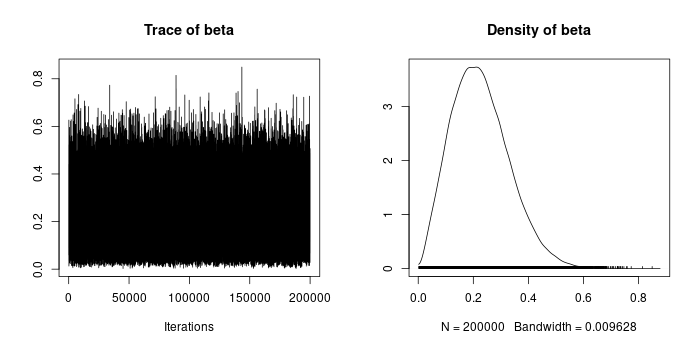 Trace of beta
0.8
0.6
0.4
0.2
0.0
0 50000 100000 150000 200000
Iterations
Density of beta
3
2
1
0
0.0 0.2 0.4 0.6 0.8
N = 200000 Bandwidth = 0.009628